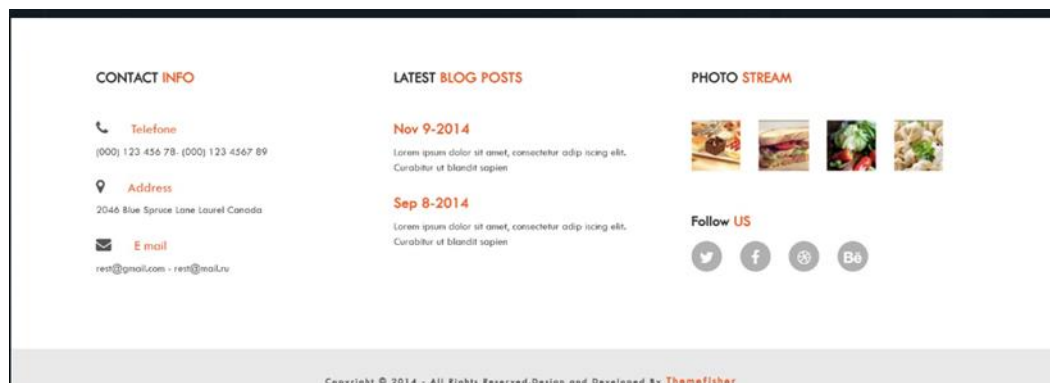 CONTACT INFO
Telefone
(000) 123 456 78- (000) 123 4567 89
Address
2046 Blue Spruce Lane Laurel Canada
E mail
rest@gmail.com - rest@mail.ru
LATEST BLOG POSTS
Nov 9-2014
Lorem ipsum dolor sit amet, consectetur adip iscing elit.
Curabitur ut blandit sapien
Sep 8-2014
Lorem ipsum dolor sit amet, consectetur adip iscing elit.
Curabitur ut blandit sapien
PHOTO STREAM
Follow US
Bē
Copyright © 2014 - All Rights Reserved-Design and Developed By Themefisher